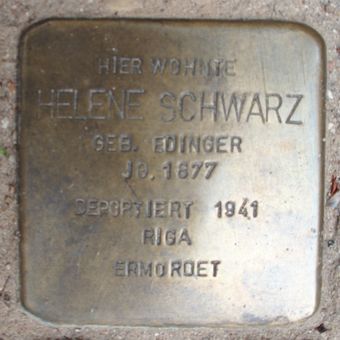 HIER WOHNTE
HELENE SCHWARZ
GEB. EDINGER
JG. 1877
DEPORTIERT 1941
RIGA
ERMORDET